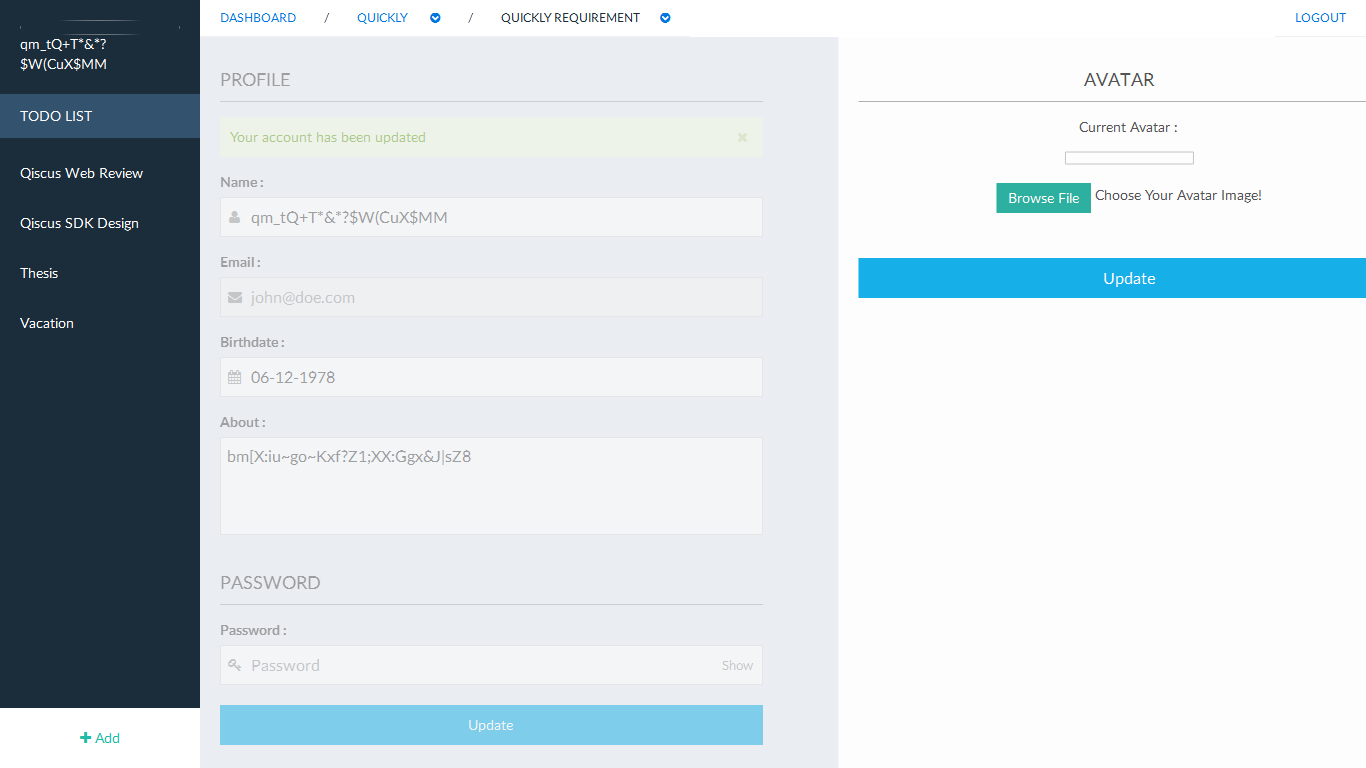 qm_tQ+T*&*?
$W(CuX$MM
TODO LIST
Qiscus Web Review
Qiscus SDK Design
Thesis
Vacation
Add
DASHBOARD / QUICKLY / QUICKLY REQUIREMENT
LOGOUT
PROFILE
Your account has been updated
Name :
qm_tQ+T*&*?$W(CuX$MM
Email :
john@doe.com
Birthdate :
06-12-1978
About :
bm[X:iu~go~Kxf?Z1;XX:Ggx&J|sZ8
PASSWORD
Password :
Password Show
Update
AVATAR
Current Avatar :
Browse File Choose Your Avatar Image!
Update